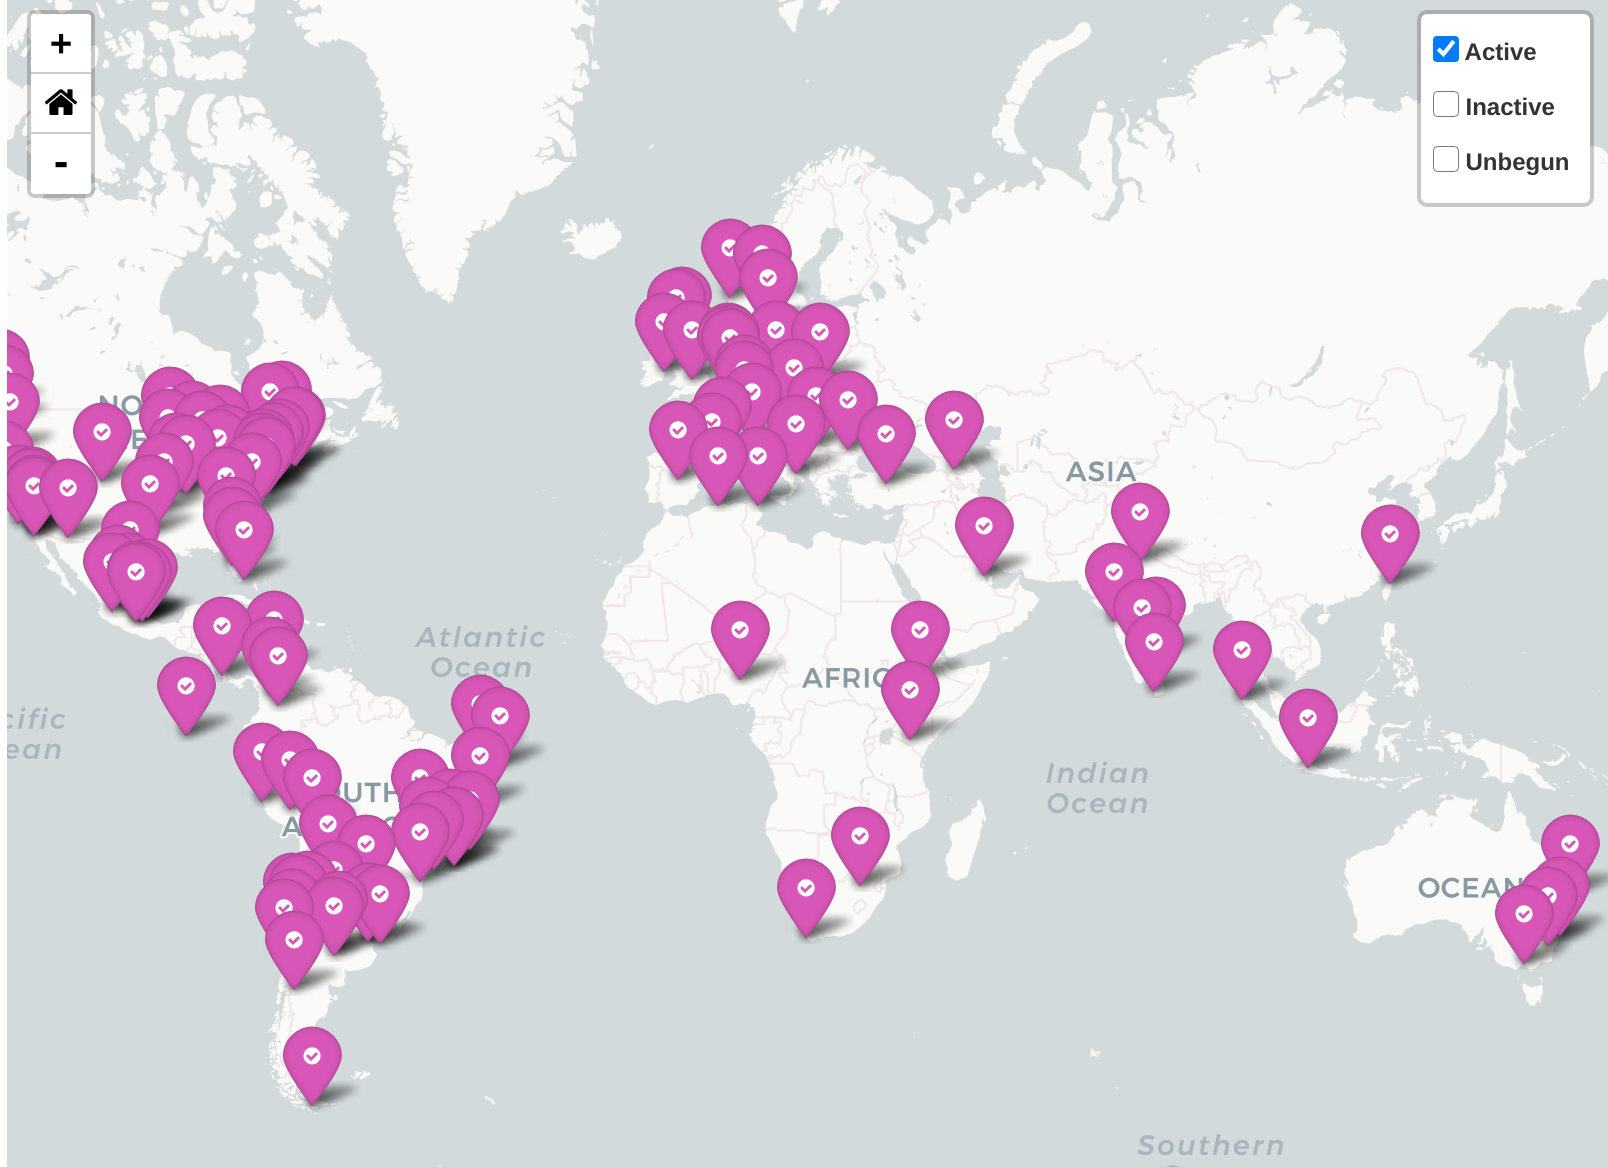 +
-
Active
Inactive
Unbegun
NO
E
ASIA
Atlantic
Ocean
AFRIC
cific
ean
Indian
Ocean
UTH
A
OCEAN
Southern